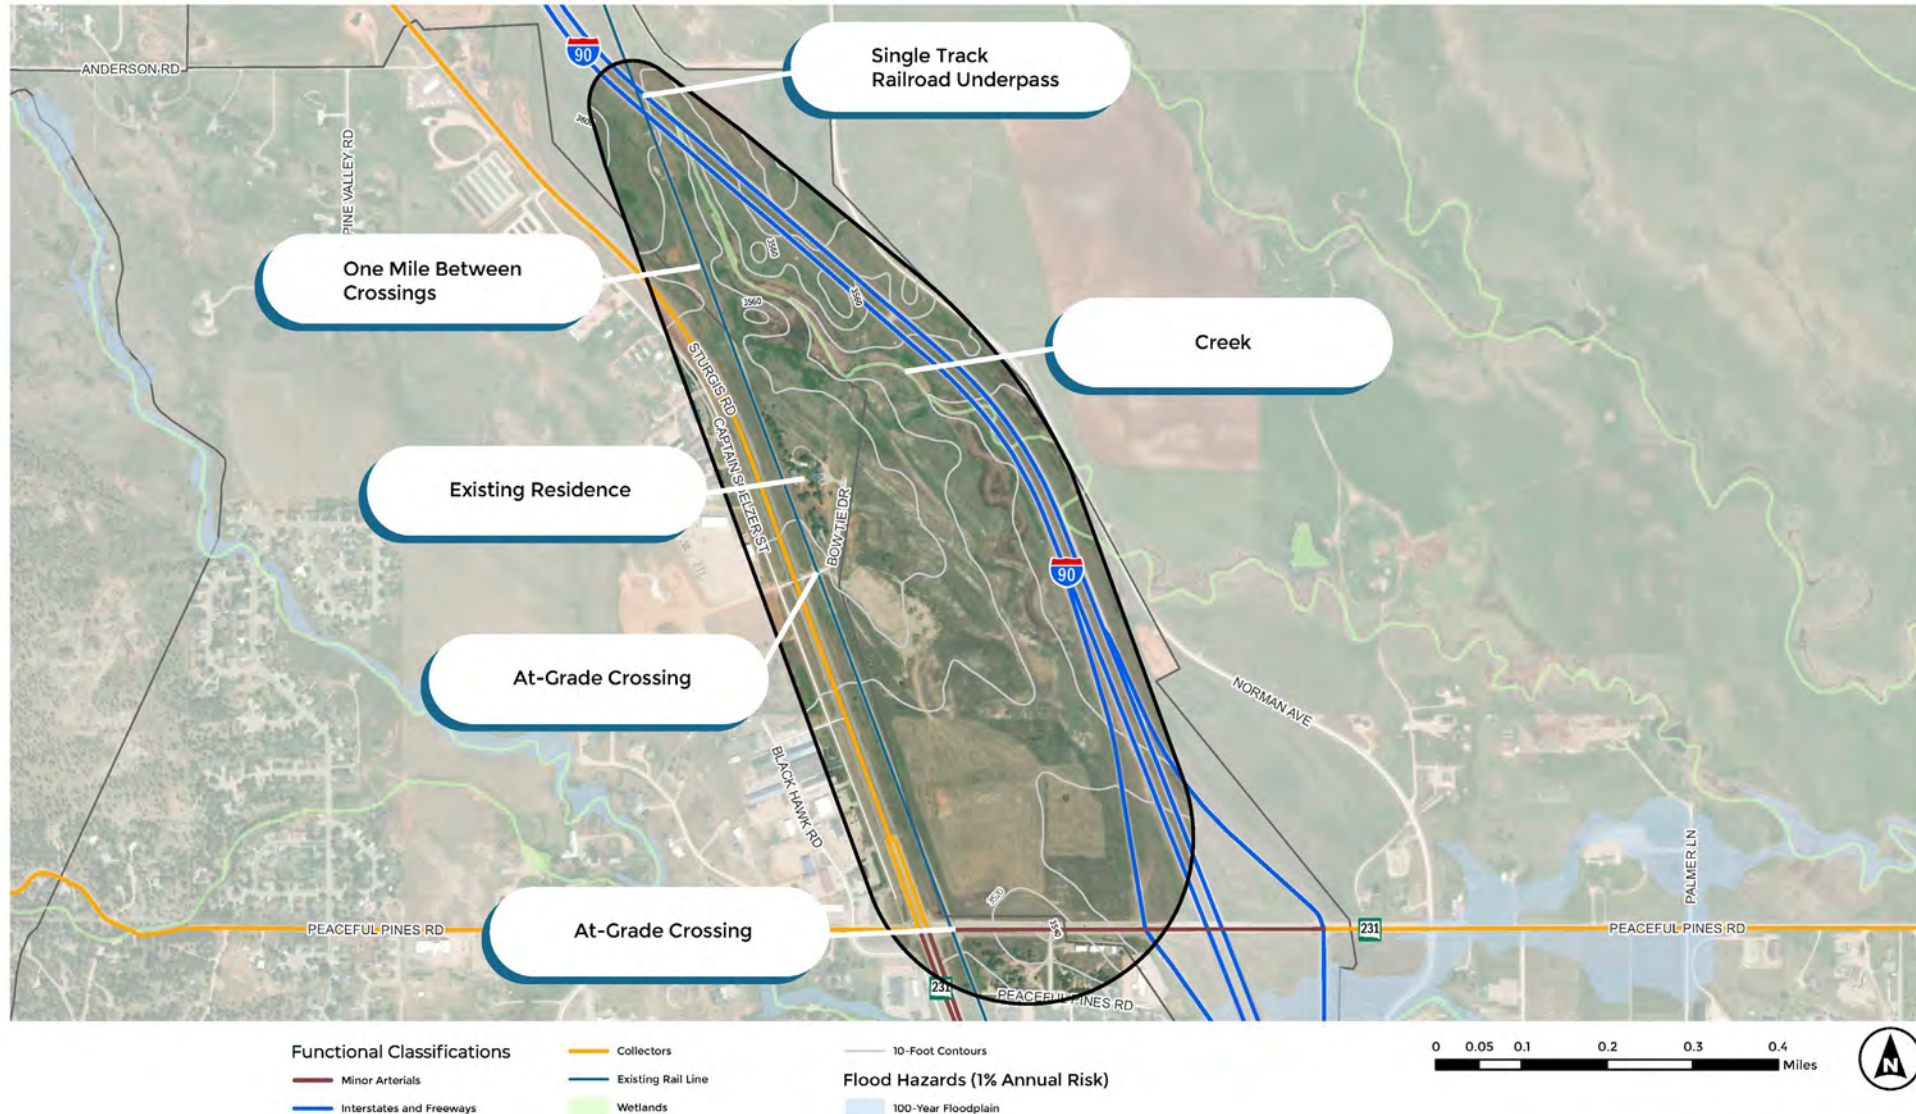 90
Single Track
Railroad Underpass
ANDERSON RD
PINE VALLEY RD
One Mile Between
Crossings
3560
3560
3560
Creek
STURGIS RD
Existing Residence
BOW TIE DR
90
At-Grade Crossing
NORMAN AVE
BLACK HAWK RD
PALMER LN
At-Grade Crossing
3540
PEACEFUL PINES RD
231
PEACEFUL PINES RD
231
PEACEFUL PINES RD
Functional Classifications
Minor Arterials
Interstates and Freeways
Collectors
Existing Rail Line
Wetlands
10-Foot Contours
Flood Hazards (1% Annual Risk)
100-Year Floodplain
0 0.05 0.1 0.2 0.3 0.4
Miles
N